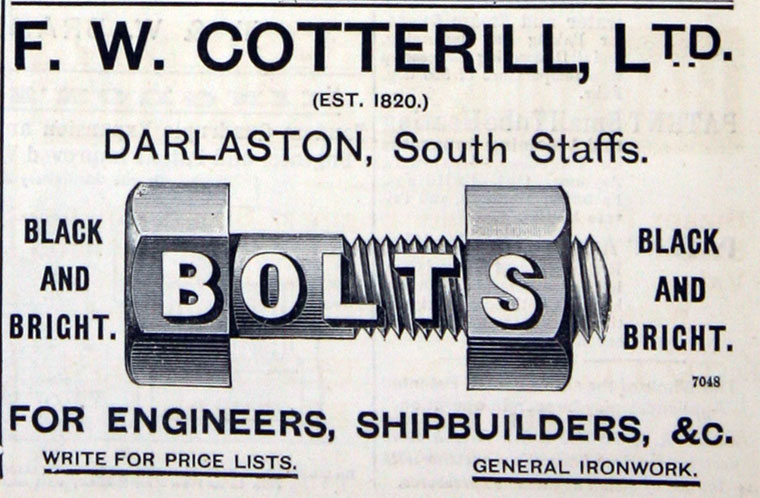 F. W. COTTERILL, LTD.
(EST. 1820.)
DARLASTON, South Staffs.
BLACK AND BRIGHT.
BOLTS
BLACK AND BRIGHT.
7048
FOR ENGINEERS, SHIPBUILDERS, &c.
WRITE FOR PRICE LISTS.
GENERAL IRONWORK.